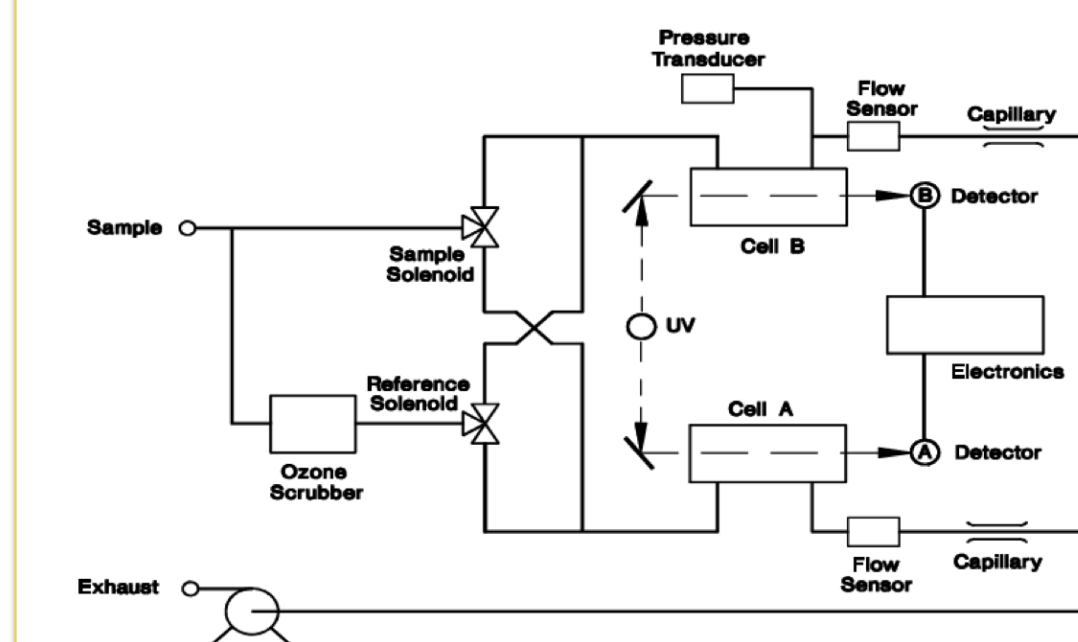 Pressure
Transducer
Flow
Sensor
Capillary
Sample
Sample
Solenoid
B
Detector
Cell B
UV
Electronics
Reference
Solenoid
Cell A
Ozone
Scrubber
A
Detector
Flow
Sensor
Capillary
Exhaust